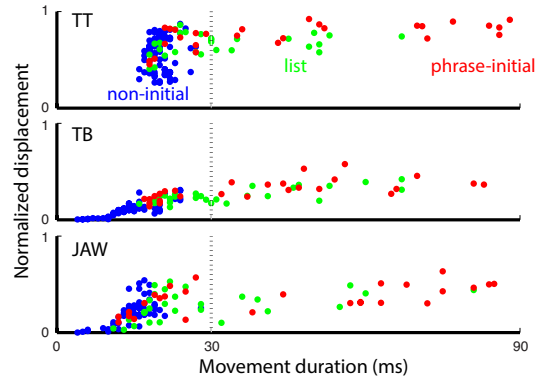 1
TT
non-initial
list
phrase-initial
0
Normalized displacement
1
TB
0
1
JAW
0
0
30
90
Movement duration (ms)